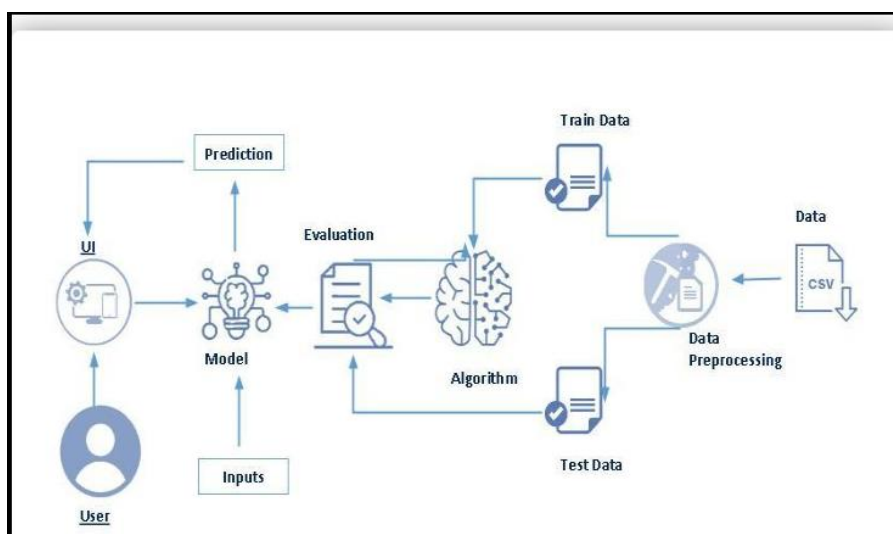 Train Data
Prediction
Data
Evaluation
UI
CSV
Model
Data
Preprocessing
Algorithm
Test Data
Inputs
User